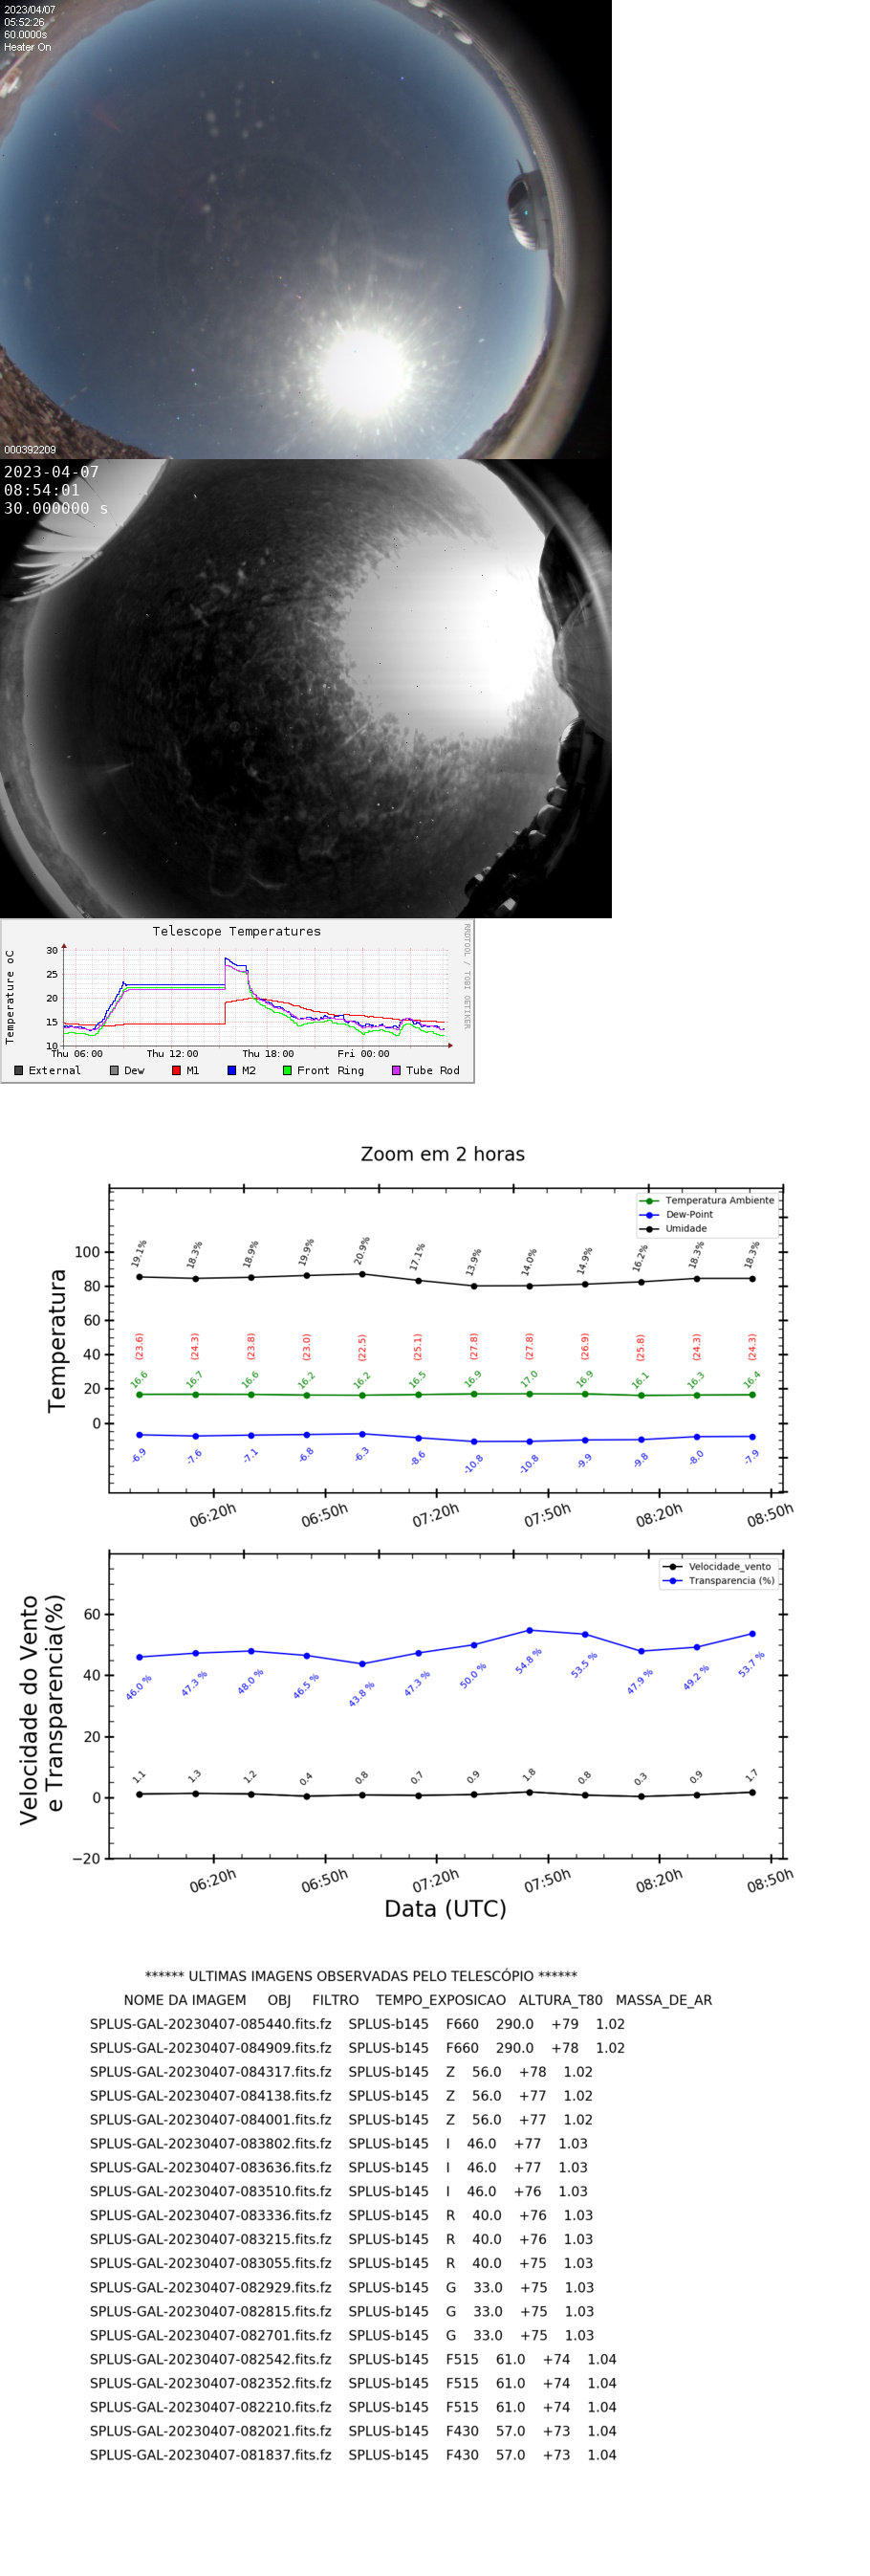 2023/04/07
05:52:26
60.0000s
Heater On
000392209
2023-04-07
08:54:01
30.000000 s
Telescope Temperatures
RRDTOOL / TOBI OETIKER
Temperature oC
30
25
20
15
10
Thu 06:00 Thu 12:00 Thu 18:00 Fri 00:00
External Dew M1 M2 Front Ring Tube Rod
Zoom em 2 horas
Temperatura Ambiente
Dew-Point
Umidade
Temperatura
100
80
60
40
20
0
19.1% 18.3% 18.9% 19.9% 20.9% 17.1% 13.9% 14.0% 14.9% 16.2% 18.3% 18.3%
(23.6) (24.3) (23.8) (23.0) (22.5) (25.1) (27.8) (27.8) (26.9) (25.8) (24.3) (24.3)
16.6 16.7 16.6 16.2 16.2 16.5 16.9 17.0 16.9 16.1 16.3 16.4
-6.9 -7.6 -7.1 -6.8 -6.3 -8.6 -10.8 -10.8 -9.9 -9.8 -8.0 -7.9
06:20h 06:50h 07:20h 07:50h 08:20h 08:50h
Velocidade_vento
Transparencia (%)
Velocidade do Vento
e Transparencia(%)
60
40
20
0
−20
46.0 % 47.3 % 48.0 % 46.5 % 43.8 % 47.3 % 50.0 % 54.8 % 53.5 % 47.9 % 49.2 % 53.7 %
1.1 1.3 1.2 0.4 0.8 0.7 0.9 1.8 0.8 0.3 0.9 1.7
06:20h 06:50h 07:20h 07:50h 08:20h 08:50h
Data (UTC)
****** ULTIMAS IMAGENS OBSERVADAS PELO TELESCÓPIO ******
NOME DA IMAGEM OBJ FILTRO TEMPO_EXPOSICAO ALTURA_T80 MASSA_DE_AR
SPLUS-GAL-20230407-085440.fits.fz SPLUS-b145 F660 290.0 +79 1.02
SPLUS-GAL-20230407-084909.fits.fz SPLUS-b145 F660 290.0 +78 1.02
SPLUS-GAL-20230407-084317.fits.fz SPLUS-b145 Z 56.0 +78 1.02
SPLUS-GAL-20230407-084138.fits.fz SPLUS-b145 Z 56.0 +77 1.02
SPLUS-GAL-20230407-084001.fits.fz SPLUS-b145 Z 56.0 +77 1.02
SPLUS-GAL-20230407-083802.fits.fz SPLUS-b145 I 46.0 +77 1.03
SPLUS-GAL-20230407-083636.fits.fz SPLUS-b145 I 46.0 +77 1.03
SPLUS-GAL-20230407-083510.fits.fz SPLUS-b145 I 46.0 +76 1.03
SPLUS-GAL-20230407-083336.fits.fz SPLUS-b145 R 40.0 +76 1.03
SPLUS-GAL-20230407-083215.fits.fz SPLUS-b145 R 40.0 +76 1.03
SPLUS-GAL-20230407-083055.fits.fz SPLUS-b145 R 40.0 +75 1.03
SPLUS-GAL-20230407-082929.fits.fz SPLUS-b145 G 33.0 +75 1.03
SPLUS-GAL-20230407-082815.fits.fz SPLUS-b145 G 33.0 +75 1.03
SPLUS-GAL-20230407-082701.fits.fz SPLUS-b145 G 33.0 +75 1.03
SPLUS-GAL-20230407-082542.fits.fz SPLUS-b145 F515 61.0 +74 1.04
SPLUS-GAL-20230407-082352.fits.fz SPLUS-b145 F515 61.0 +74 1.04
SPLUS-GAL-20230407-082210.fits.fz SPLUS-b145 F515 61.0 +74 1.04
SPLUS-GAL-20230407-082021.fits.fz SPLUS-b145 F430 57.0 +73 1.04
SPLUS-GAL-20230407-081837.fits.fz SPLUS-b145 F430 57.0 +73 1.04